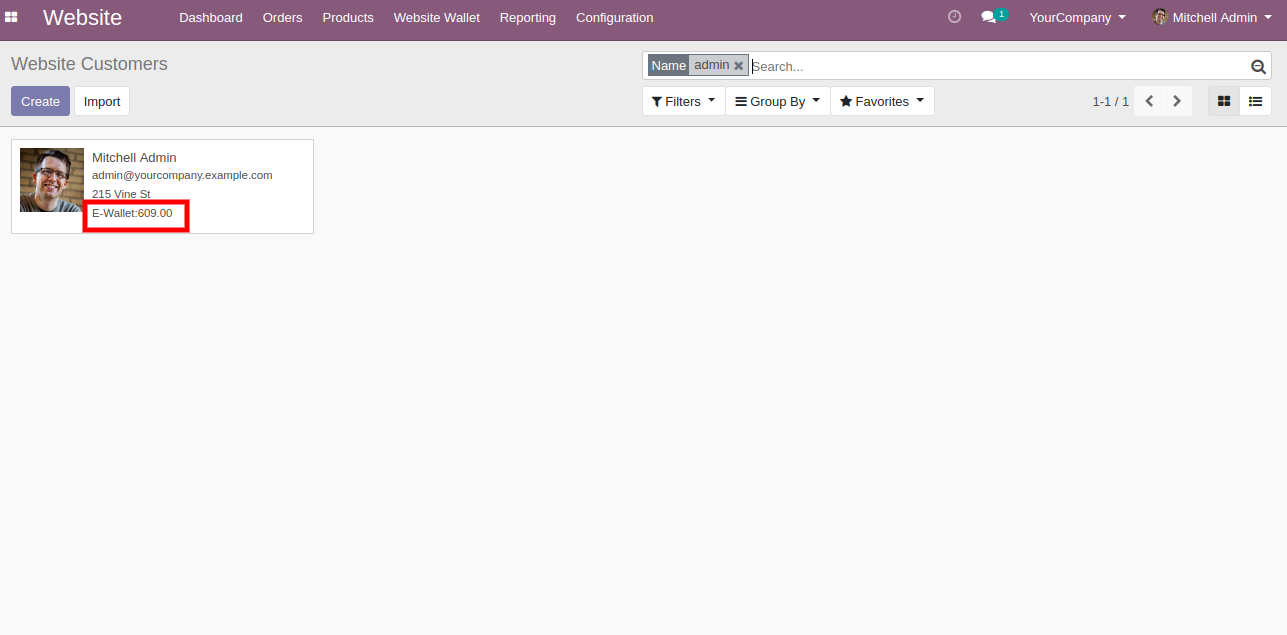 Website Dashboard Orders Products Website Wallet Reporting Configuration 1 YourCompany Mitchell Admin
Website Customers
Name admin Search...
Create Import
Filters Group By Favorites 1-1 / 1
Mitchell Admin
admin@yourcompany.example.com
215 Vine St
E-Wallet:609.00